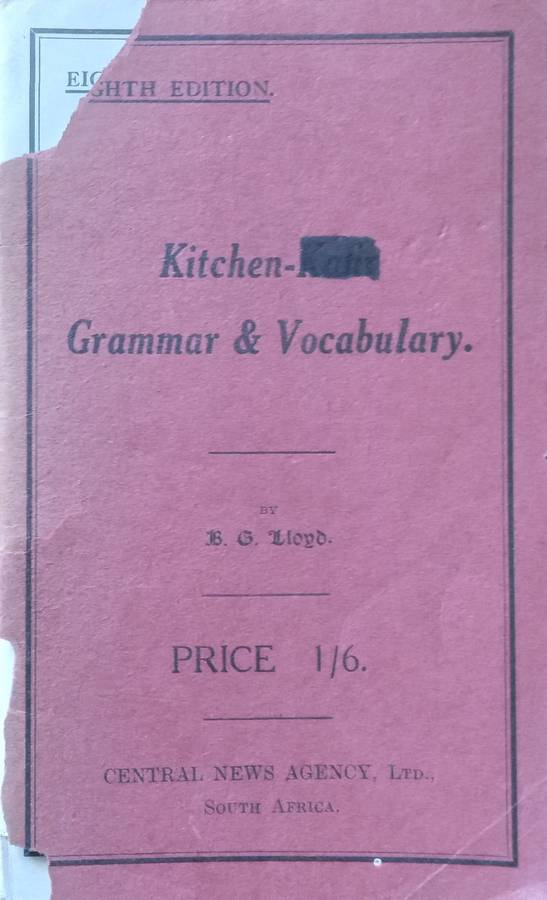 EIGHTH EDITION.
Kitchen-
Grammar & Vocabulary.
BY
B. G. Lloyd.
PRICE 1/6.
CENTRAL NEWS AGENCY, LTD.,
SOUTH AFRICA.